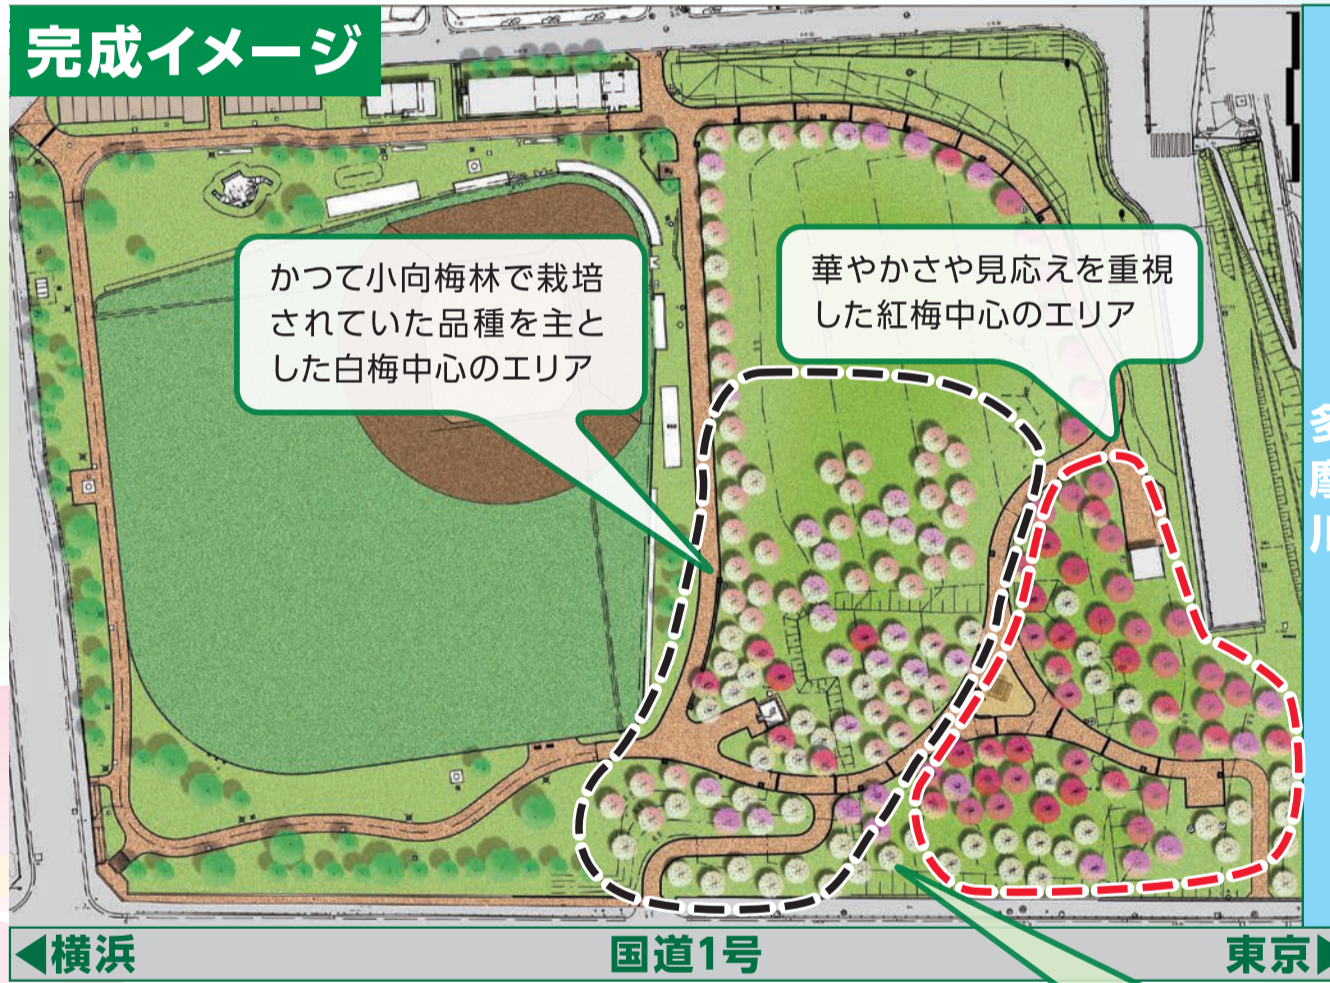 完成イメージ
かつて小向梅林で栽培
されていた品種を主と
した白梅中心のエリア
華やかさや見応えを重視
した紅梅中心のエリア
多摩川
◀横浜
国道1号
東京▶